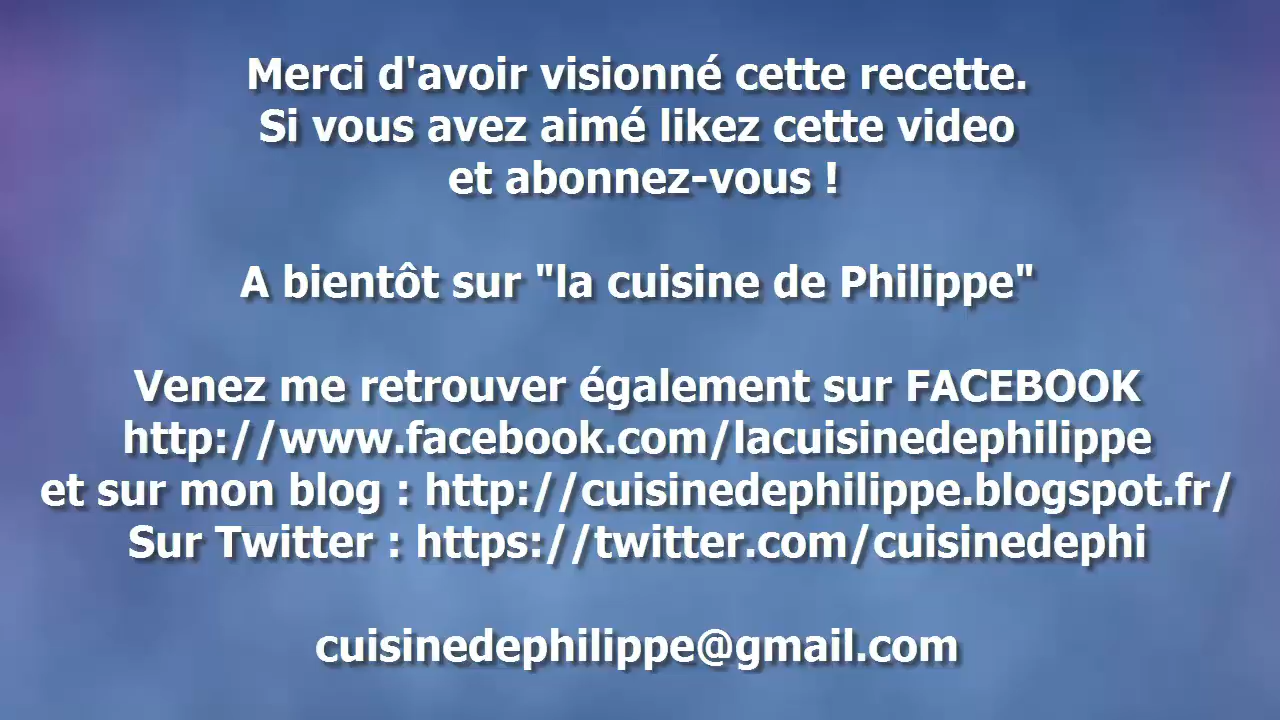 Merci d'avoir visionné cette recette.
Si vous avez aimé likez cette video
et abonnez-vous !
A bientôt sur "la cuisine de Philippe"
Venez me retrouver également sur FACEBOOK
http://www.facebook.com/lacuisinedephilippe
et sur mon blog : http://cuisinedephilippe.blogspot.fr/
Sur Twitter : https://twitter.com/cuisinedephi
cuisinedephilippe@gmail.com